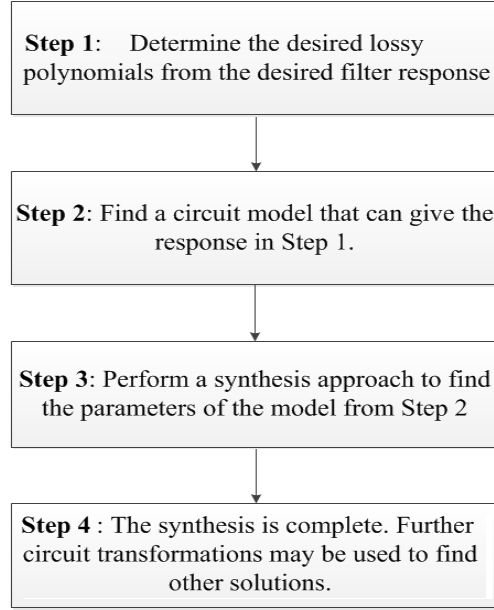 Step 1: Determine the desired lossy
polynomials from the desired filter response
Step 2: Find a circuit model that can give the
response in Step 1.
Step 3: Perform a synthesis approach to find
the parameters of the model from Step 2
Step 4 : The synthesis is complete. Further
circuit transformations may be used to find
other solutions.